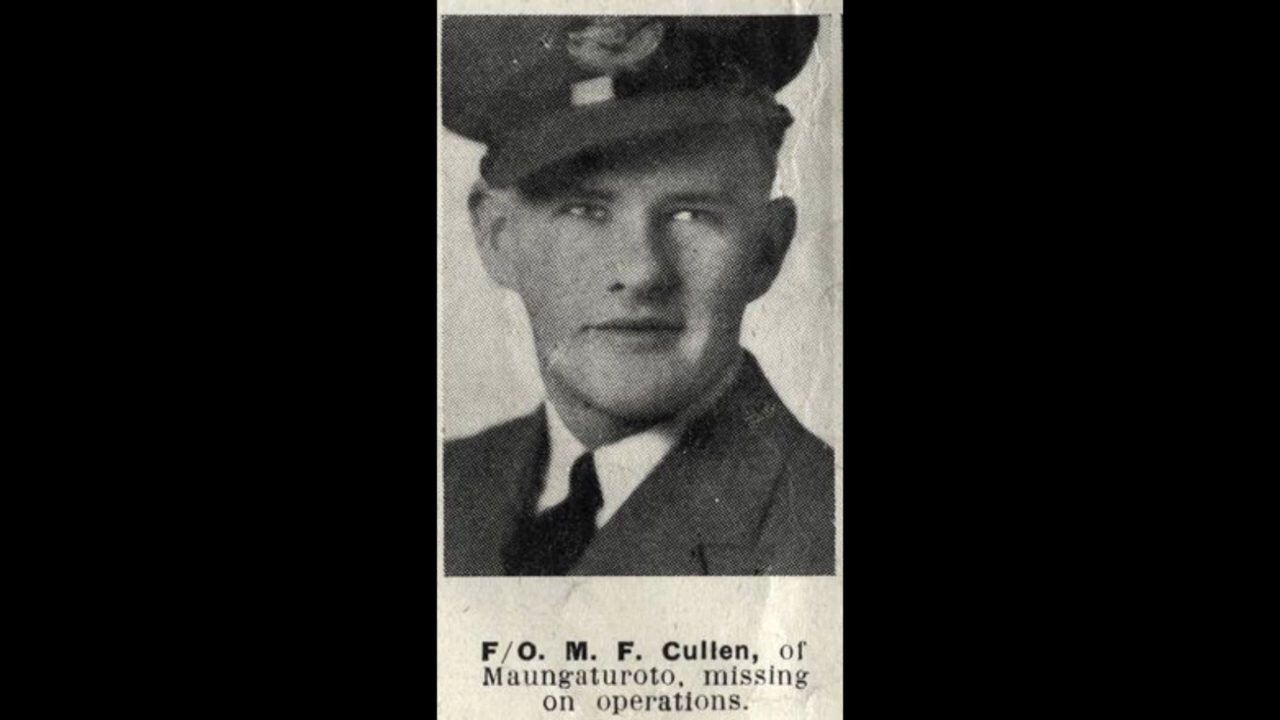 F/O. M. F. Cullen, of
Maungaturoto, missing
on operations.